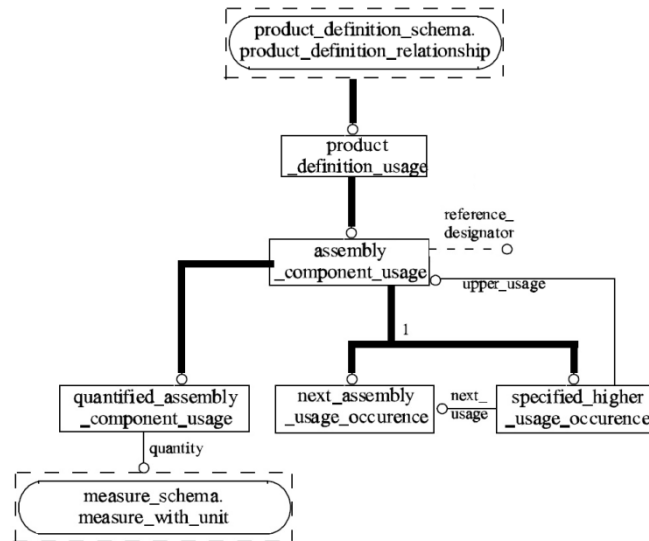 product_definition_schema.
product_definition_relationship
product
_definition_usage
reference_
designator
assembly
_component_usage
upper_usage
1
quantified_assembly
_component_usage
next_assembly
_usage_occurence
next_
usage
specified_higher
_usage_occurence
quantity
measure_schema.
measure_with_unit